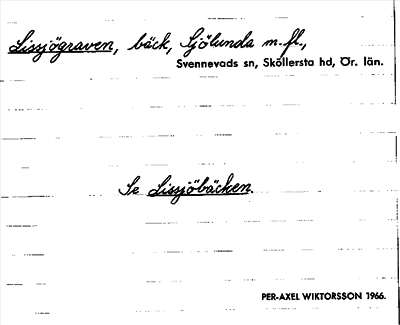 Lissjögraven, bäck, Sjölunda m.fl.,
Svennevads sn, Sköllersta hd, Ör. län.
Se Lissjöbäcken.
PER-AXEL WIKTORSSON 1966.